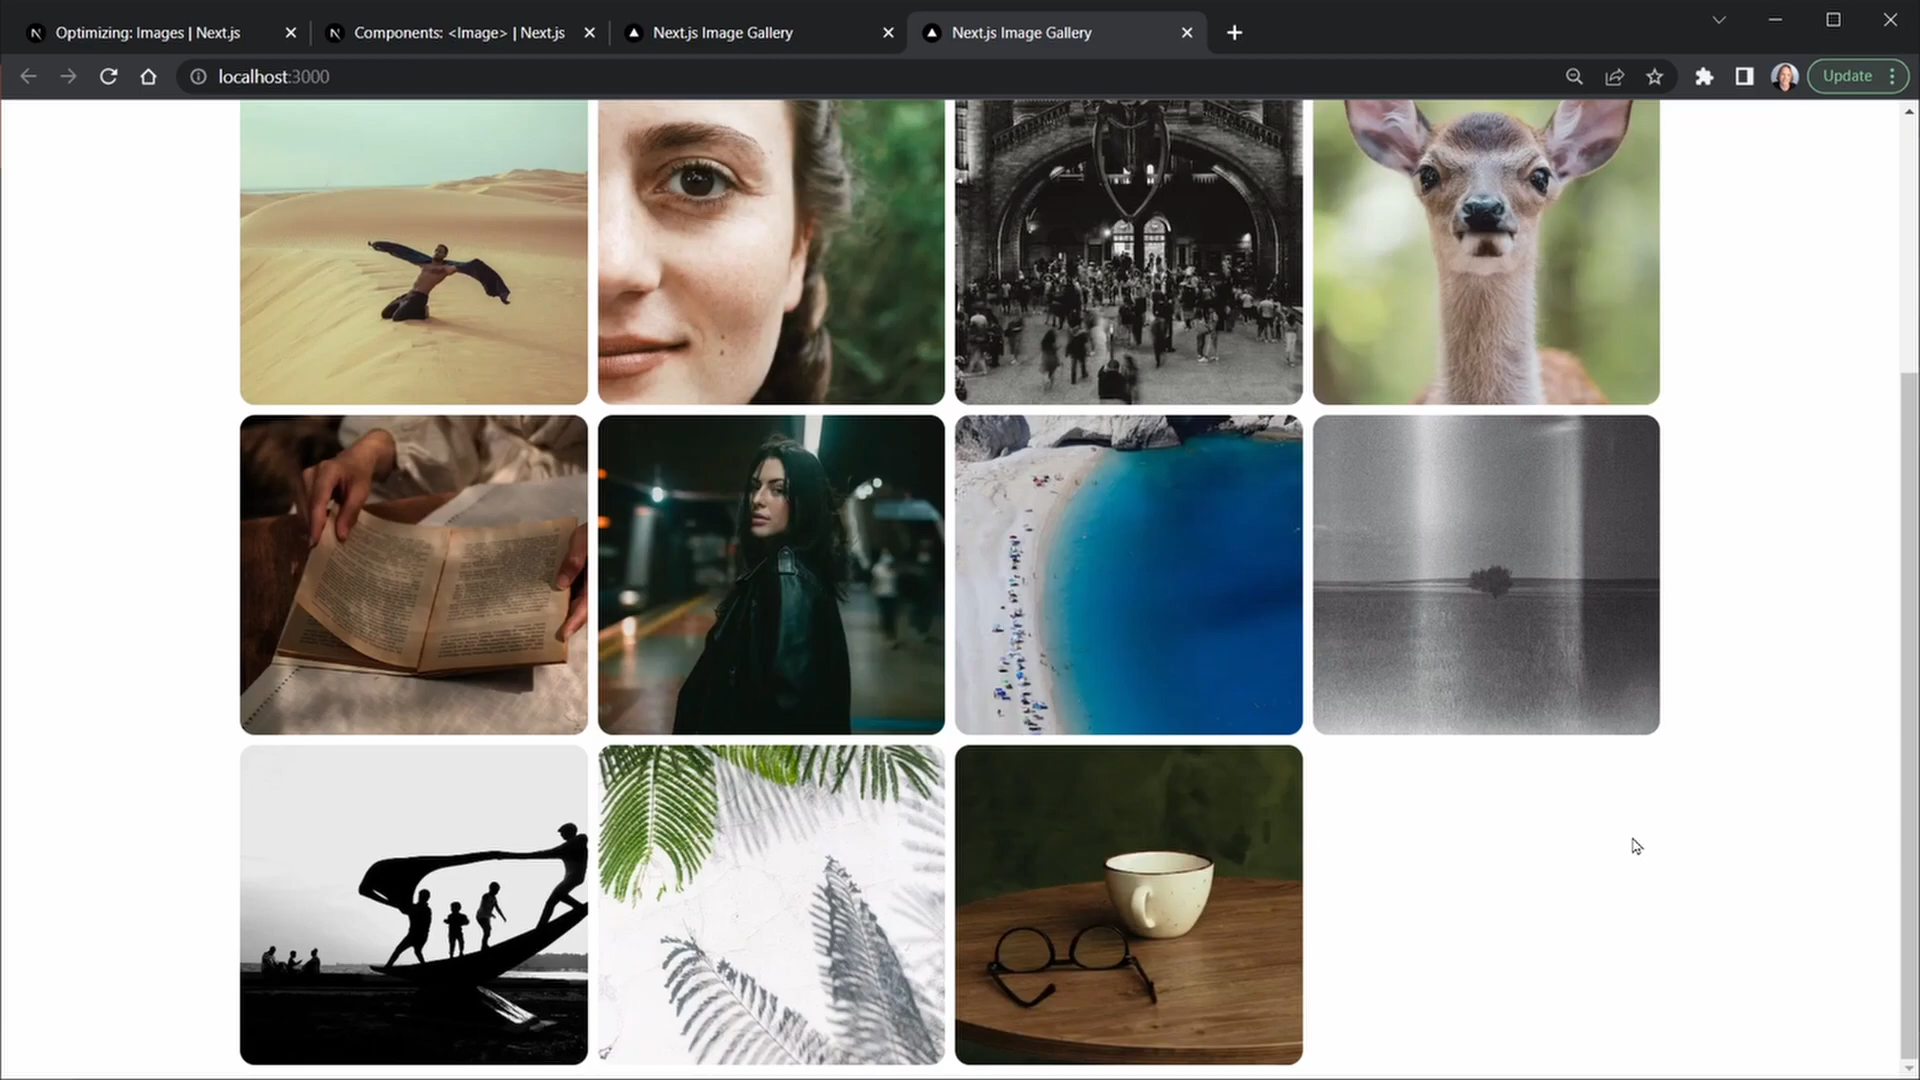 Optimizing: Images | Next.js
Components: <Image> | Next.js
Next.js Image Gallery
Next.js Image Gallery
localhost:3000
Update